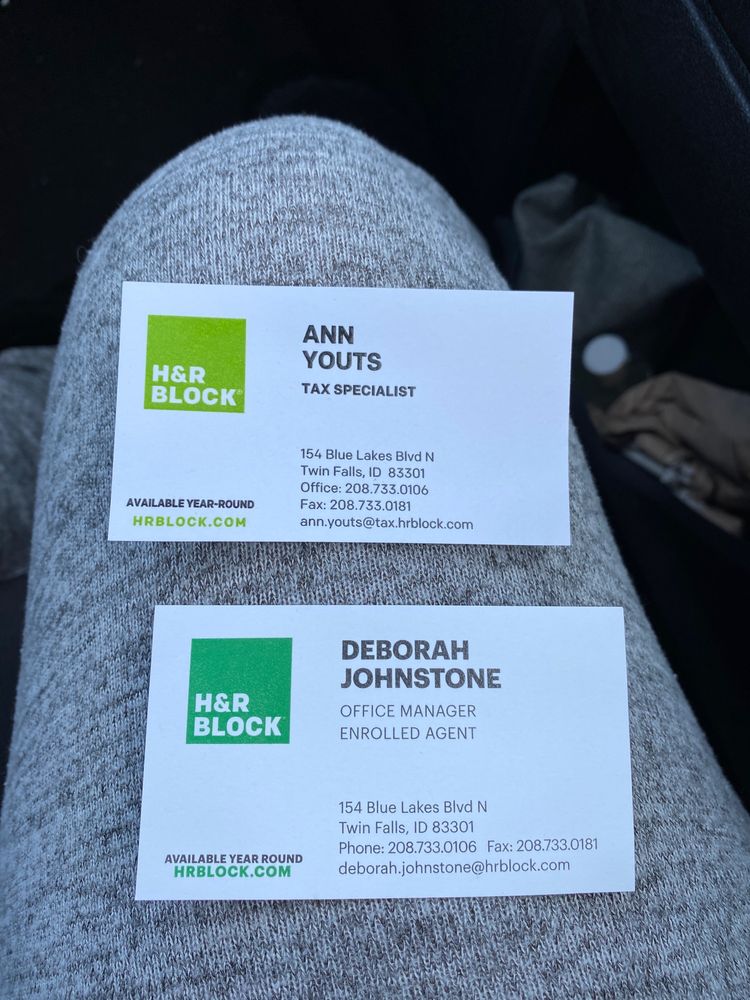 H&R
BLOCK®
ANN
YOUTS
TAX SPECIALIST
154 Blue Lakes Blvd N
Twin Falls, ID 83301
Office: 208.733.0106
Fax: 208.733.0181
ann.youts@tax.hrblock.com
AVAILABLE YEAR-ROUND
HRBLOCK.COM
H&R
BLOCK
DEBORAH
JOHNSTONE
OFFICE MANAGER
ENROLLED AGENT
154 Blue Lakes Blvd N
Twin Falls, ID 83301
Phone: 208.733.0106 Fax: 208.733.0181
deborah.johnstone@hrblock.com
AVAILABLE YEAR ROUND
HRBLOCK.COM